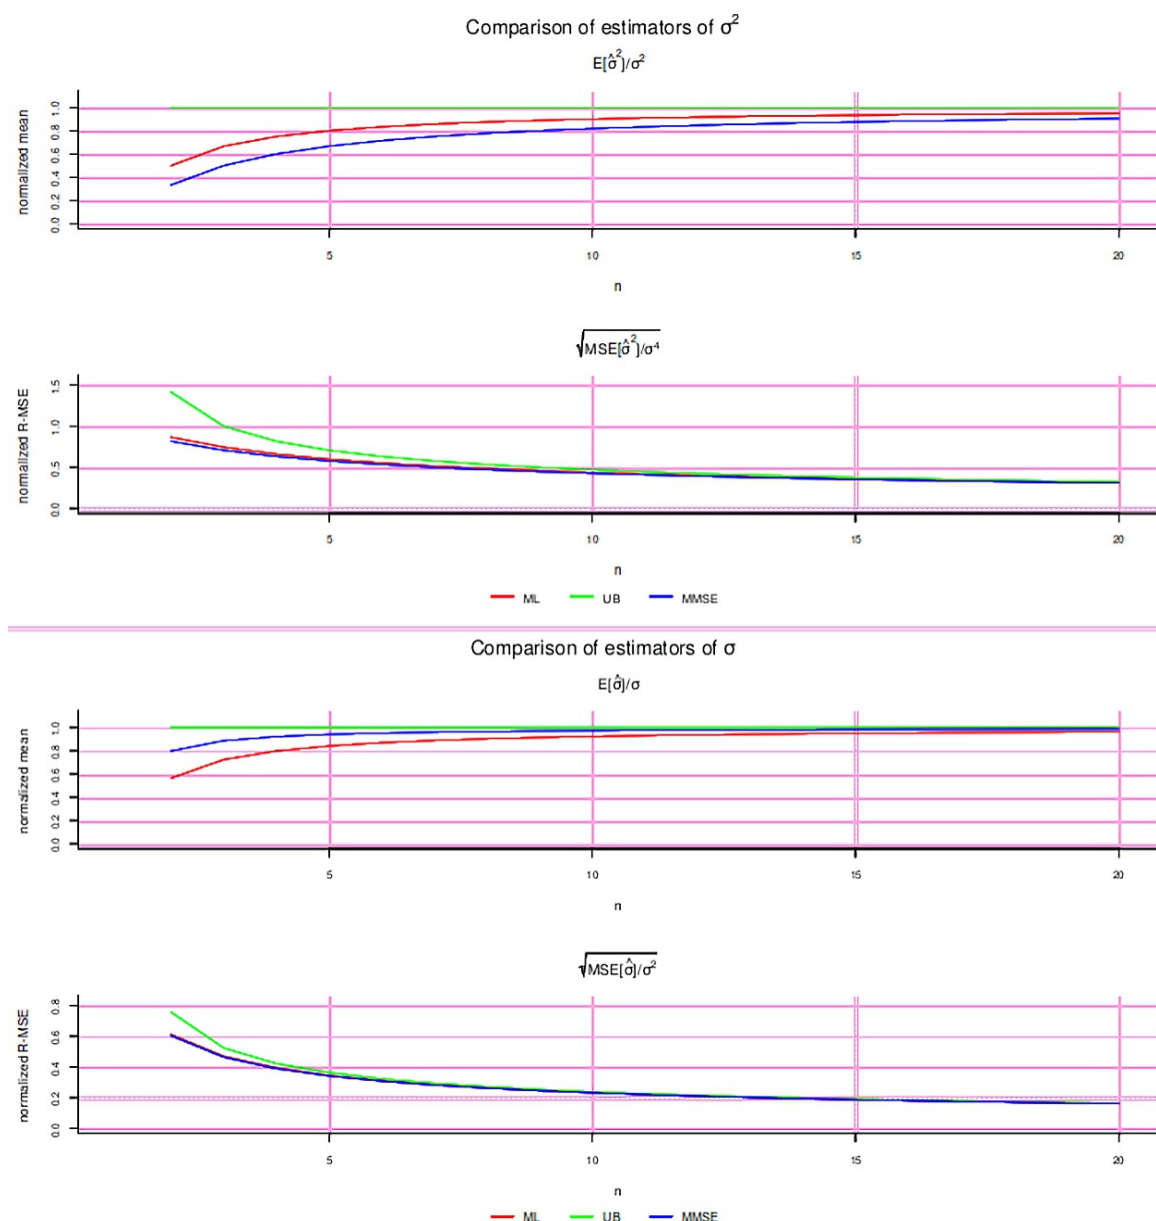 Comparison of estimators of σ²
E[σ̂²]/σ²
normalized mean
0.0 0.2 0.4 0.6 0.8 1.0
5 10 15 20
n
√MSE[σ̂²]/σ⁴
normalized R-MSE
0.0 0.5 1.0 1.5
5 10 15 20
n
ML UB MMSE
Comparison of estimators of σ
E[σ̂]/σ
normalized mean
0.0 0.2 0.4 0.6 0.8 1.0
5 10 15 20
n
√MSE[σ̂]/σ²
normalized R-MSE
0.0 0.2 0.4 0.6 0.8
5 10 15 20
n
ML UB MMSE